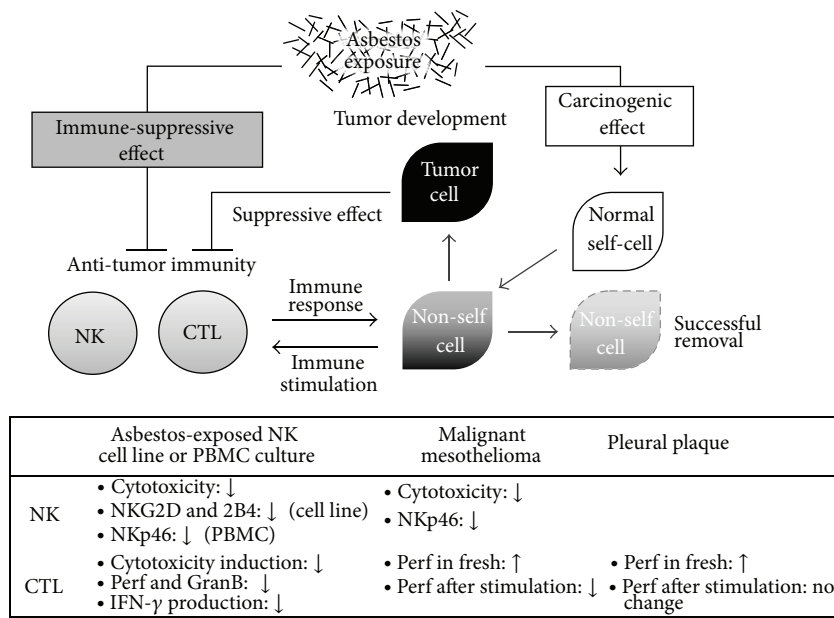 Asbestos
exposure
Immune-suppressive
effect
Tumor development
Carcinogenic
effect
Tumor
cell
Suppressive effect
Normal
self-cell
Anti-tumor immunity
NK
CTL
Immune
response
Immune
stimulation
Non-self
cell
Non-self
cell
Successful
removal
Asbestos-exposed NK
cell line or PBMC culture
Malignant
mesothelioma
Pleural plaque
NK
• Cytotoxicity: ↓
• NKG2D and 2B4: ↓ (cell line)
• NKp46: ↓ (PBMC)
• Cytotoxicity: ↓
• NKp46: ↓
CTL
• Cytotoxicity induction: ↓
• Perf and GranB: ↓
• IFN-γ production: ↓
• Perf in fresh: ↑
• Perf after stimulation: ↓
• Perf in fresh: ↑
• Perf after stimulation: no
change